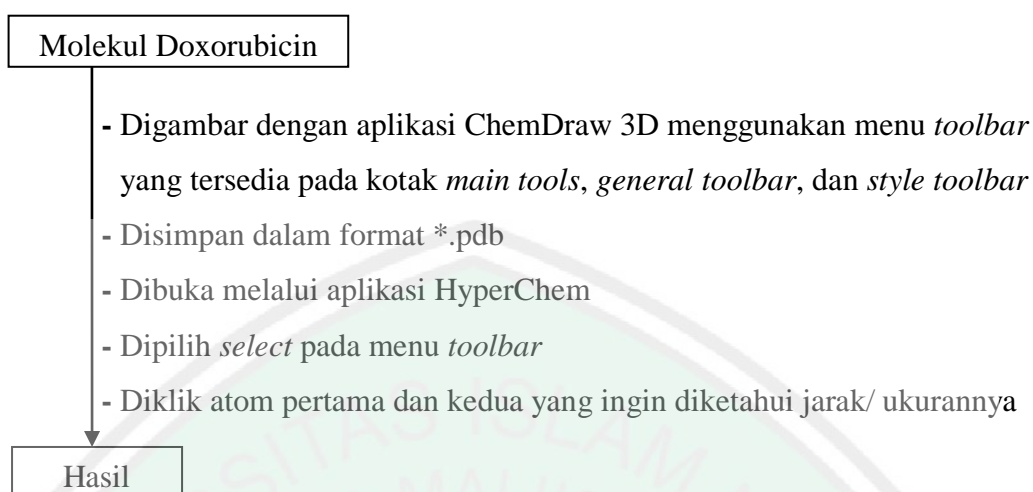 Molekul Doxorubicin
- Digambar dengan aplikasi ChemDraw 3D menggunakan menu toolbar
yang tersedia pada kotak main tools, general toolbar, dan style toolbar
- Disimpan dalam format *.pdb
- Dibuka melalui aplikasi HyperChem
- Dipilih select pada menu toolbar
- Diklik atom pertama dan kedua yang ingin diketahui jarak/ ukurannya
Hasil